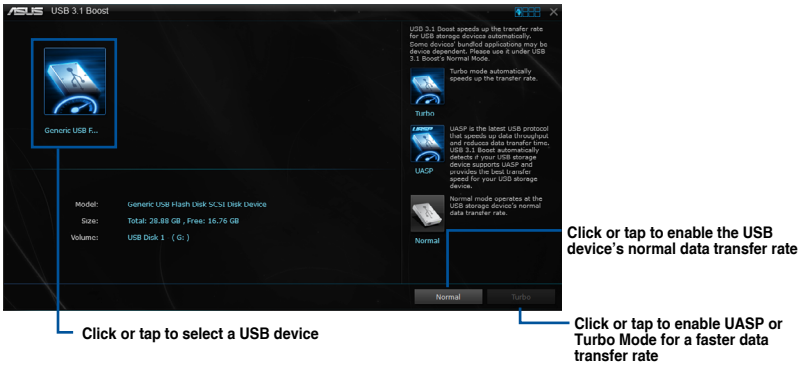 ASUS USB 3.1 Boost
Generic USB F...
Model: Generic USB Flash Disk SCSI Disk Device
Size: Total: 28.88 GB , Free: 16.76 GB
Volume: USB Disk 1 ( G: )
USB 3.1 Boost speeds up the transfer rate
for USB storage devices automatically.
Some devices' bundled applications may be
device dependent. Please use it under USB
3.1 Boost's Normal Mode.
Turbo mode automatically
speeds up the transfer rate.
Turbo
UASP
UASP is the latest USB protocol
that speeds up data throughput
and reduces data transfer time.
USB 3.1 Boost automatically
detects if your USB storage
device supports UASP and
provides the best transfer
speed for your USB storage
device.
UASP
Normal mode operates at the
USB storage device's normal
data transfer rate.
Normal
Normal
Turbo
Click or tap to enable the USB
device's normal data transfer rate
Click or tap to select a USB device
Click or tap to enable UASP or
Turbo Mode for a faster data
transfer rate